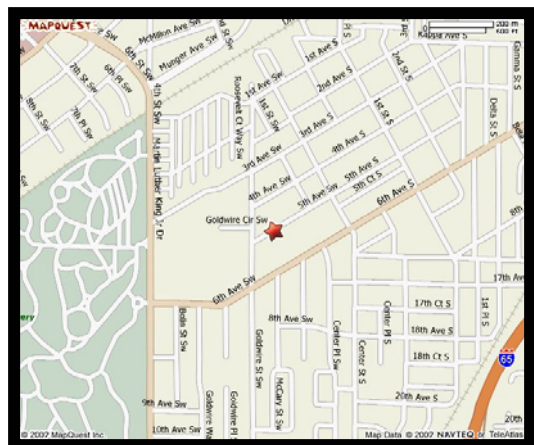 MAPQUEST
200 m
0
600 ft
Kappa Ave S
Mcmillon Ave
Munger Ave Sw
6th St Sw
7th St Sw
6th Pl Sw
8th St Sw
7th Pl Sw
4th St Sw
Martin Luther King Jr Dr
Roosevelt Ct Way Sw
1st Ave Sw
1st St Sw
3rd Ave Sw
1st Ave S
2nd Ave S
3rd Ave S
4th Ave S
5th Ave S
5th Ct S
6th Ave S
1st St S
2nd St S
Gamma St S
Delta St S
4th Ave Sw
5th Ave Sw
Goldwire Cir Sw
6th Ave Sw
8th
17th Ave
17th Ct S
18th Ave S
18th Ct S
20th Ave S
1st Pl S
65
8th Ave Sw
Center Pl Sw
Center St S
Center Pl S
Bolin St Sw
Goldwire St Sw
McCary St Sw
Goldwire Pl S
9th Ave Sw
10th Ave Sw
© 2007 MapQuest Inc
Map Data © 2007 NAVTEQ or TeleAtlas